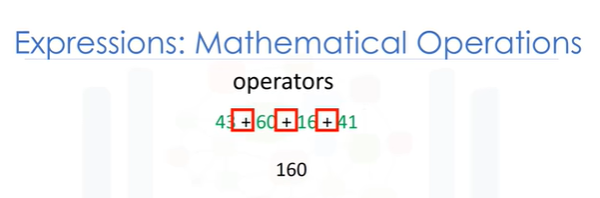 Expressions: Mathematical Operations
operators
43 + 60 + 16 + 41
160